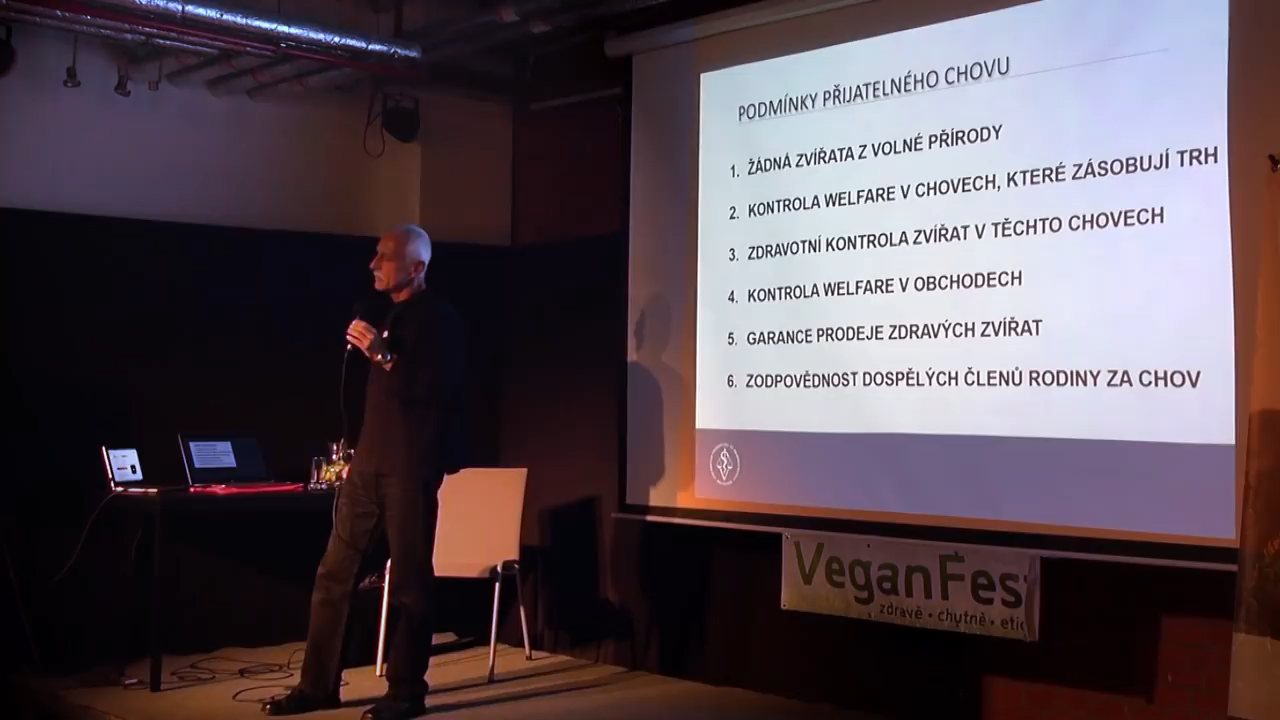 PODMÍNKY PŘIJATELNÉHO CHOVU
1. ŽÁDNÁ ZVÍŘATA Z VOLNÉ PŘÍRODY
2. KONTROLA WELFARE V CHOVECH, KTERÉ ZÁSOBUJÍ TRH
3. ZDRAVOTNÍ KONTROLA ZVÍŘAT V TĚCHTO CHOVECH
4. KONTROLA WELFARE V OBCHODECH
5. GARANCE PRODEJE ZDRAVÝCH ZVÍŘAT
6. ZODPOVĚDNOST DOSPĚLÝCH ČLENŮ RODINY ZA CHOV
VeganFes
zdravě • chutně • etic